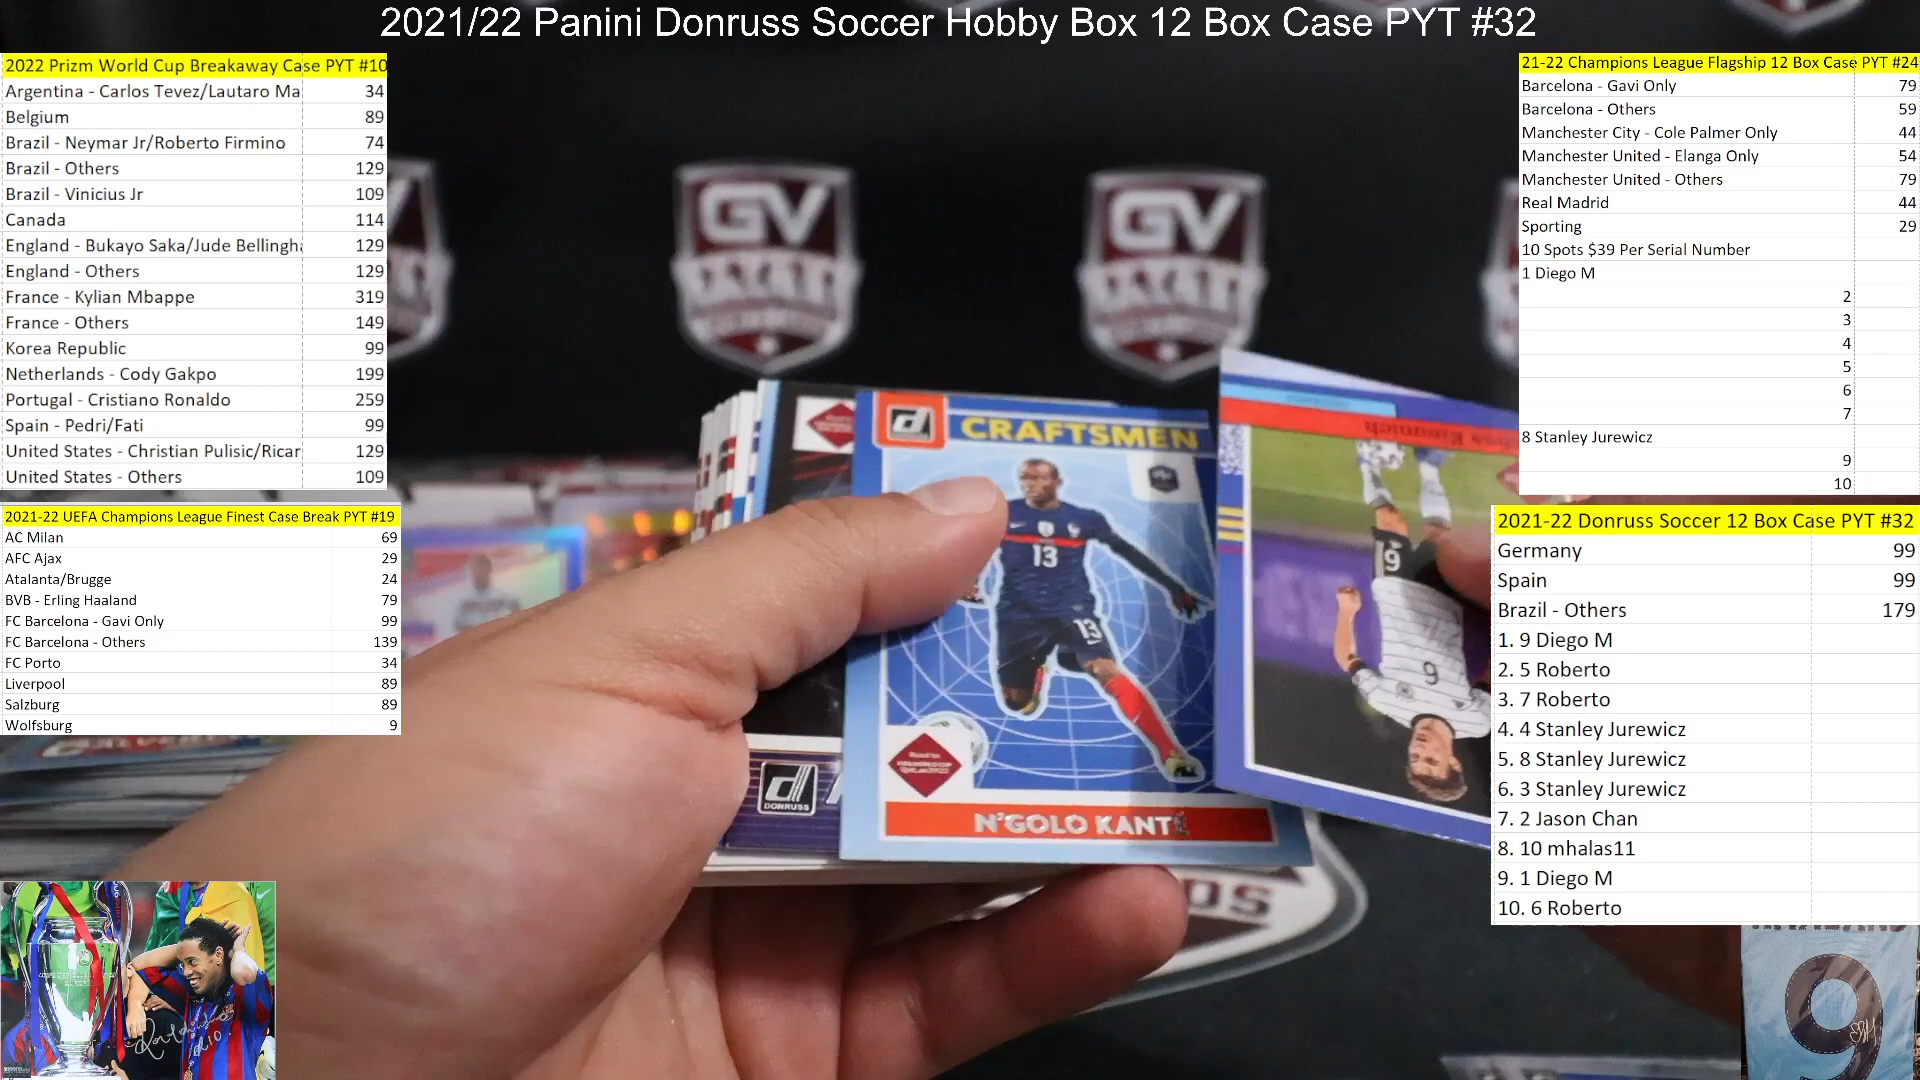 2021/22 Panini Donruss Soccer Hobby Box 12 Box Case PYT #32
2022 Prizm World Cup Breakaway Case PYT #10
Argentina - Carlos Tevez/Lautaro Ma 34
Belgium 89
Brazil - Neymar Jr/Roberto Firmino 74
Brazil - Others 129
Brazil - Vinicius Jr 109
Canada 114
England - Bukayo Saka/Jude Bellingha 129
England - Others 129
France - Kylian Mbappe 319
France - Others 149
Korea Republic 99
Netherlands - Cody Gakpo 199
Portugal - Cristiano Ronaldo 259
Spain - Pedri/Fati 99
United States - Christian Pulisic/Ricar 129
United States - Others 109
2021-22 UEFA Champions League Finest Case Break PYT #19
AC Milan 69
AFC Ajax 29
Atalanta/Brugge 24
BVB - Erling Haaland 79
FC Barcelona - Gavi Only 99
FC Barcelona - Others 139
FC Porto 34
Liverpool 89
Salzburg 89
Wolfsburg 9
GV
GV
d
CRAFTSMEN
13
13
N'GOLO KANTÉ
d
DONRUSS
Kimmich
9
9
21-22 Champions League Flagship 12 Box Case PYT #24
Barcelona - Gavi Only 79
Barcelona - Others 59
Manchester City - Cole Palmer Only 44
Manchester United - Elanga Only 54
Manchester United - Others 79
Real Madrid 44
Sporting 29
10 Spots $39 Per Serial Number
1 Diego M
2
3
4
5
6
7
8 Stanley Jurewicz
9
10
2021-22 Donruss Soccer 12 Box Case PYT #32
Germany 99
Spain 99
Brazil - Others 179
1. 9 Diego M
2. 5 Roberto
3. 7 Roberto
4. 4 Stanley Jurewicz
5. 8 Stanley Jurewicz
6. 3 Stanley Jurewicz
7. 2 Jason Chan
8. 10 mhalas11
9. 1 Diego M
10. 6 Roberto
9